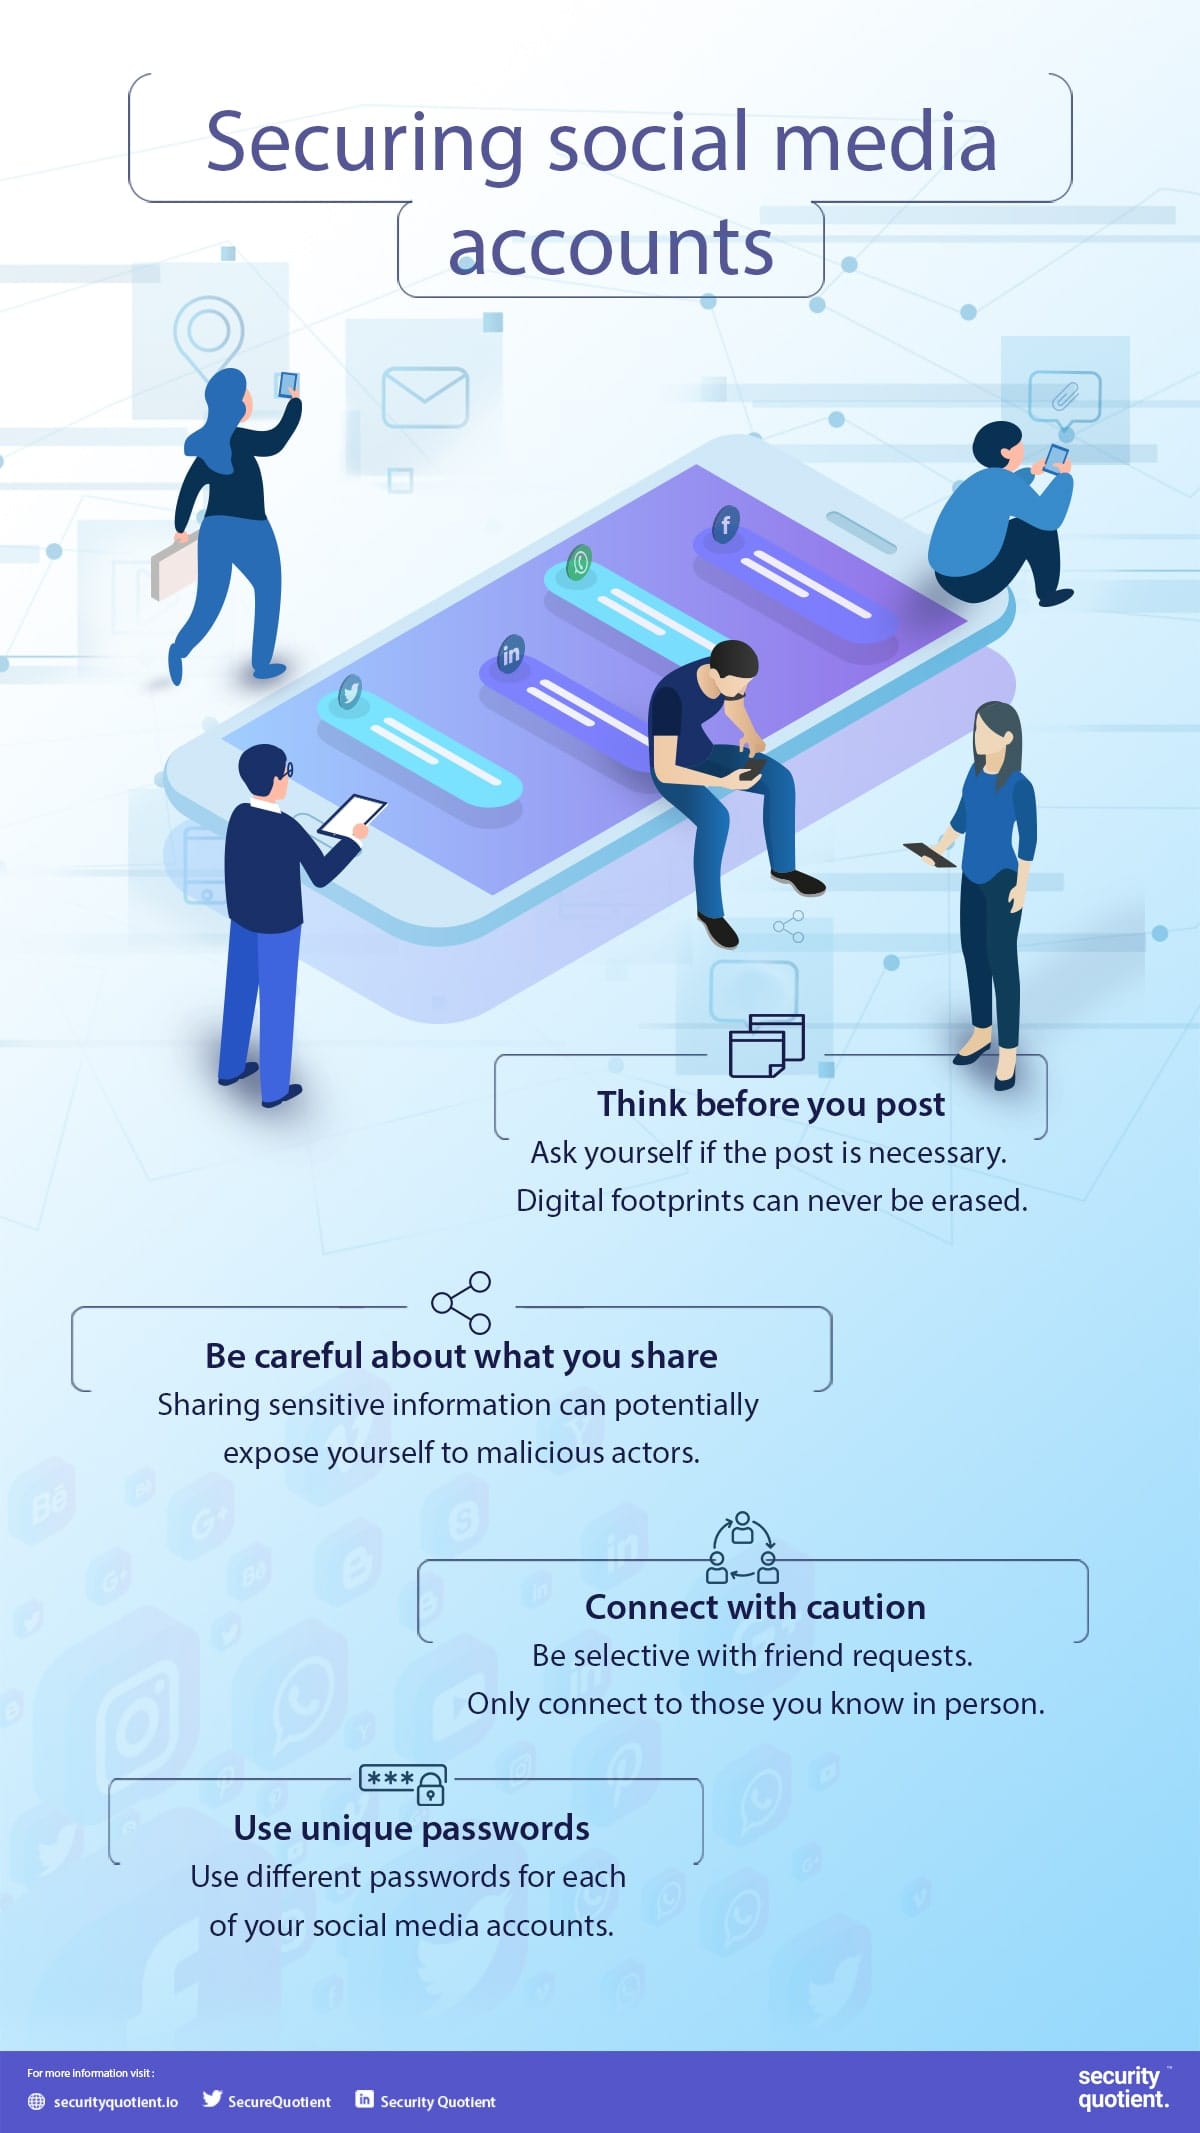 Securing social media
accounts
Think before you post
Ask yourself if the post is necessary.
Digital footprints can never be erased.
Be careful about what you share
Sharing sensitive information can potentially
expose yourself to malicious actors.
Connect with caution
Be selective with friend requests.
Only connect to those you know in person.
***
Use unique passwords
Use different passwords for each
of your social media accounts.
For more information visit :
securityquotient.io SecureQuotient in Security Quotient
security ™
quotient.